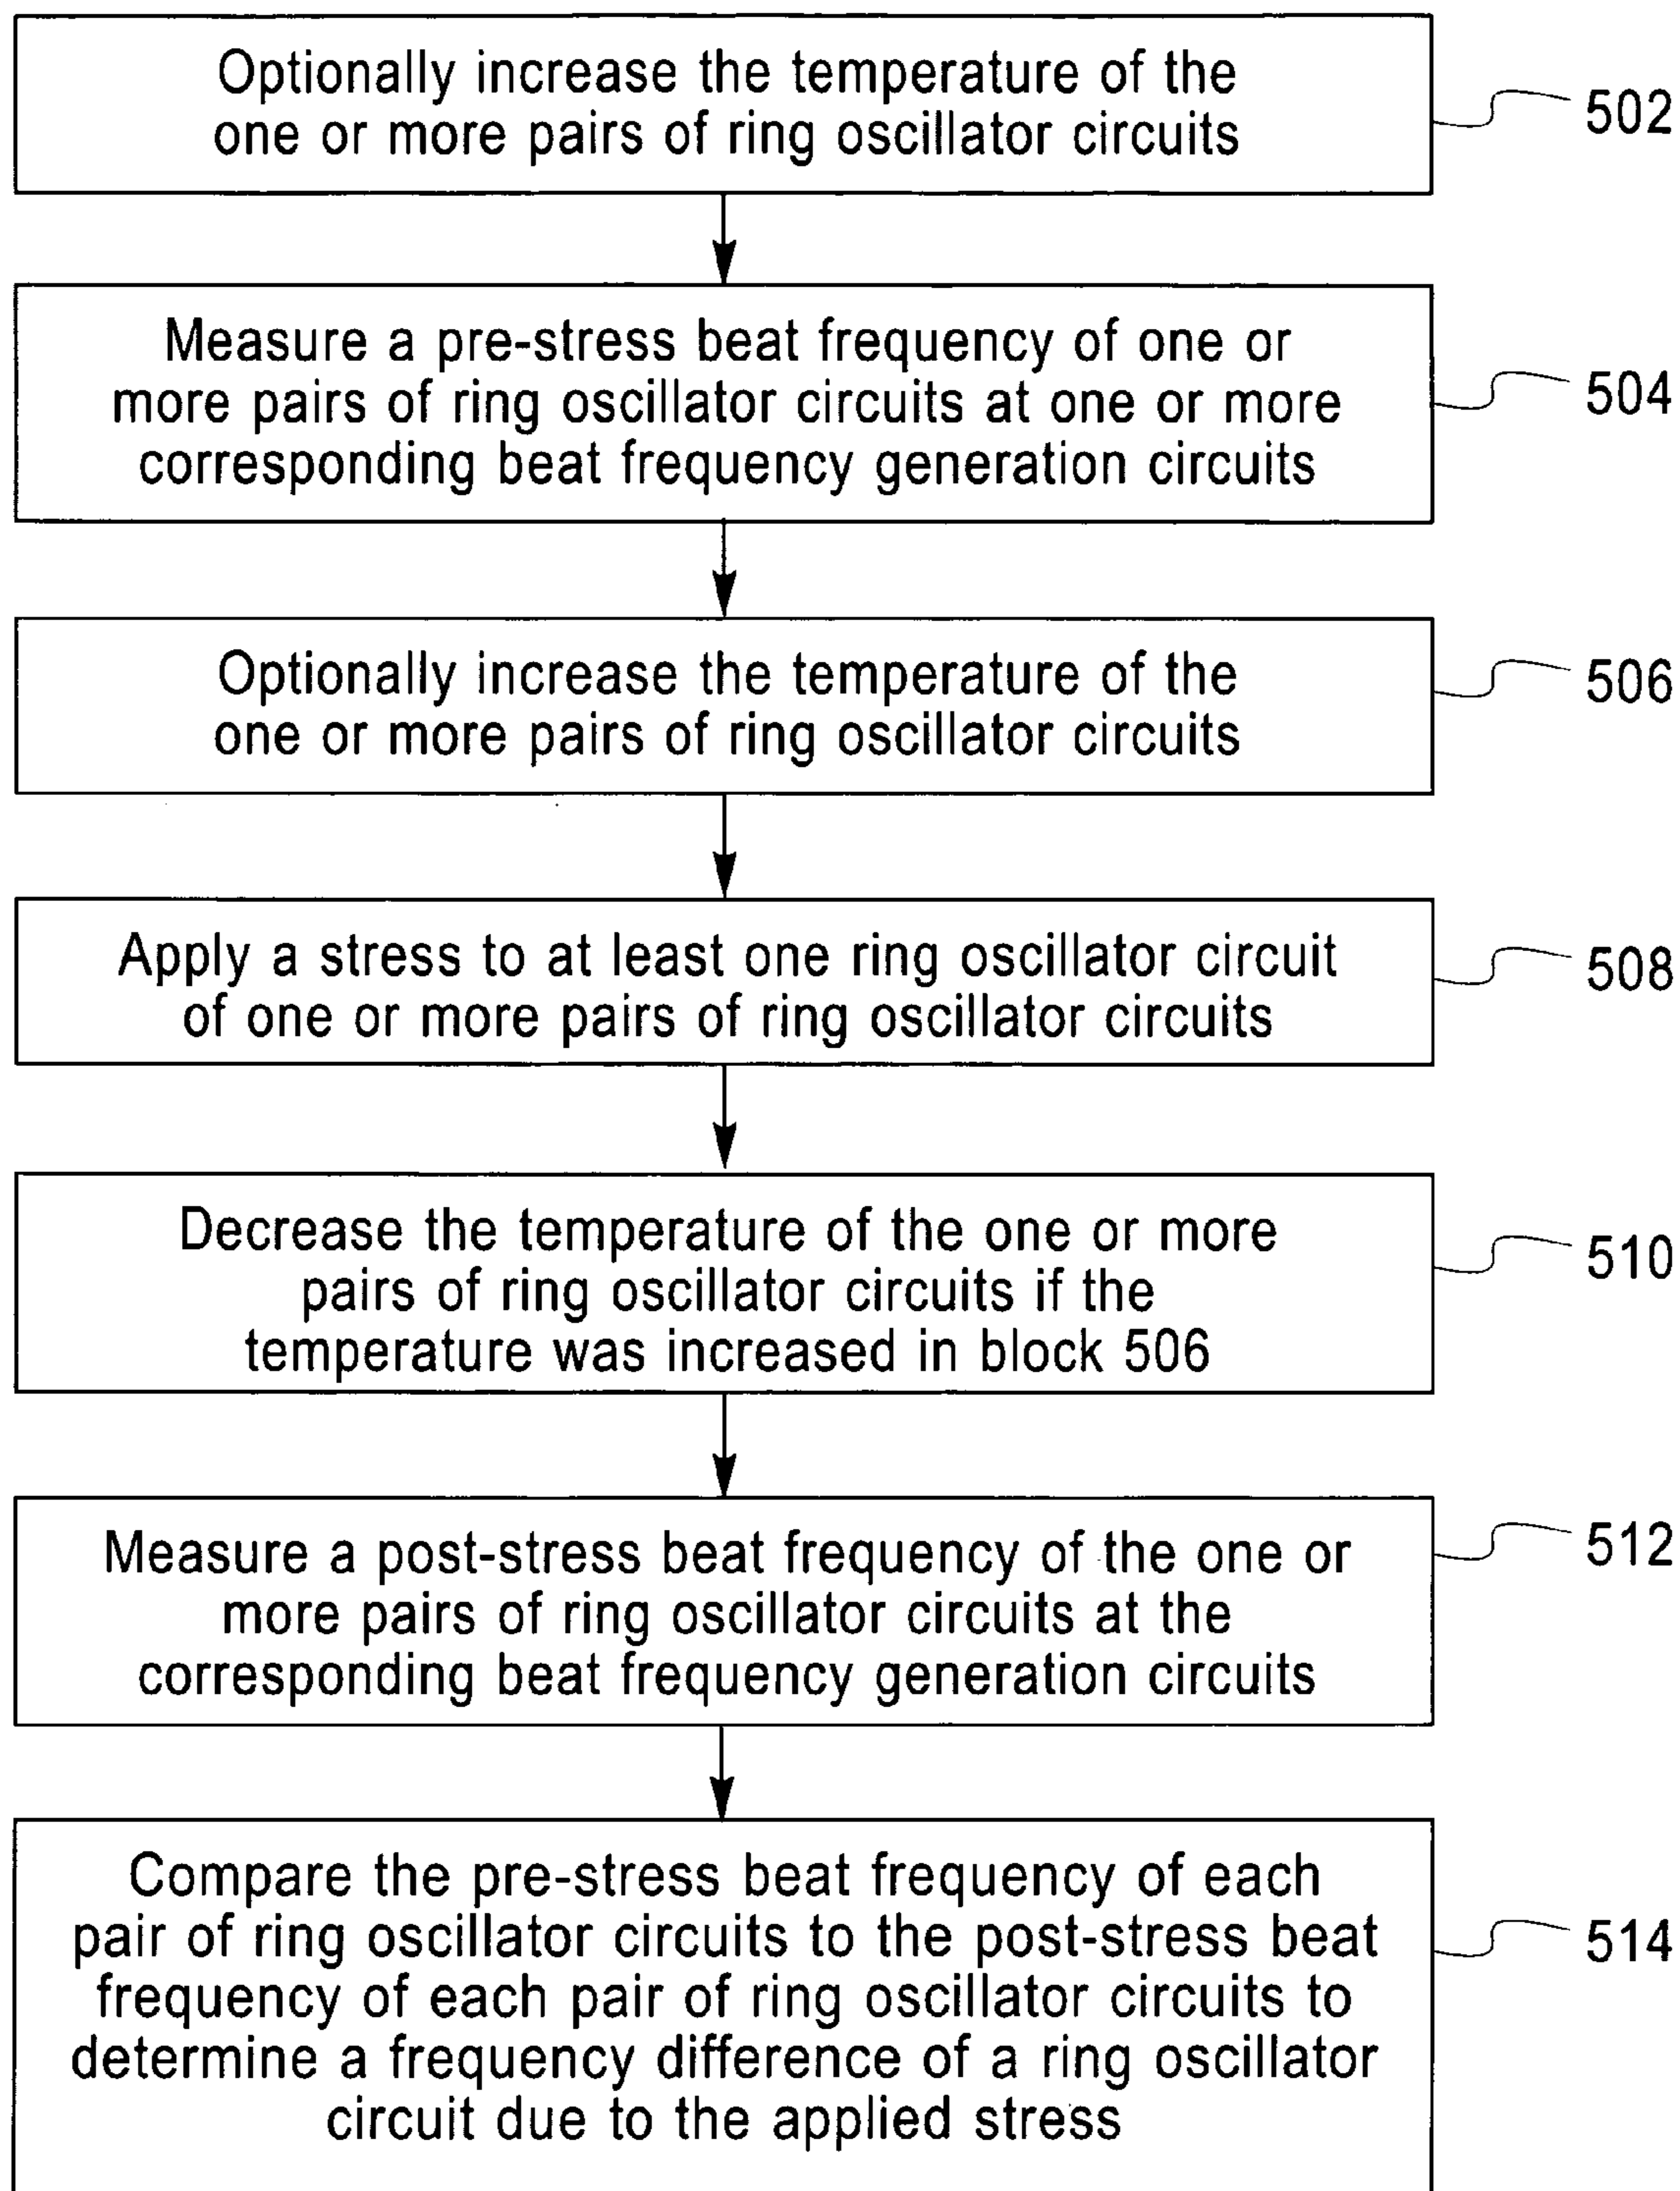 Optionally increase the temperature of the
one or more pairs of ring oscillator circuits
502
Measure a pre-stress beat frequency of one or
more pairs of ring oscillator circuits at one or more
corresponding beat frequency generation circuits
504
Optionally increase the temperature of the
one or more pairs of ring oscillator circuits
506
Apply a stress to at least one ring oscillator circuit
of one or more pairs of ring oscillator circuits
508
Decrease the temperature of the one or more
pairs of ring oscillator circuits if the
temperature was increased in block 506
510
Measure a post-stress beat frequency of the one or
more pairs of ring oscillator circuits at the
corresponding beat frequency generation circuits
512
Compare the pre-stress beat frequency of each
pair of ring oscillator circuits to the post-stress beat
frequency of each pair of ring oscillator circuits to
determine a frequency difference of a ring oscillator
circuit due to the applied stress
514